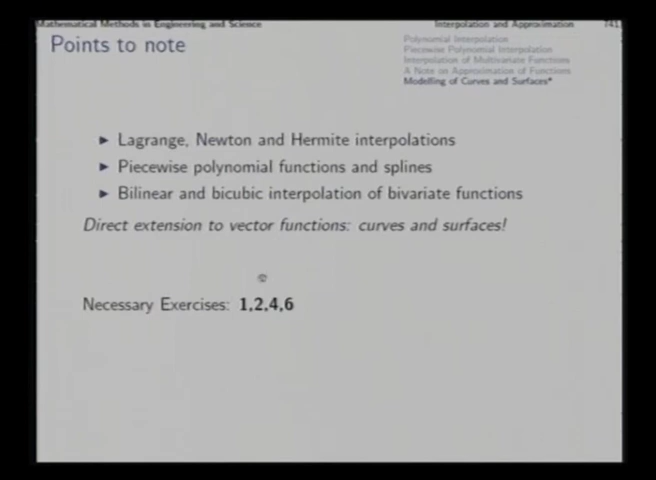 Mathematical Methods in Engineering and Science
Interpolation and Approximation
741,
Points to note
Polynomial Interpolation
Piecewise Polynomial Interpolation
Interpolation of Multivariate Functions
A Note on Approximation of Functions
Modelling of Curves and Surfaces*
Lagrange, Newton and Hermite interpolations
Piecewise polynomial functions and splines
Bilinear and bicubic interpolation of bivariate functions
Direct extension to vector functions: curves and surfaces!
Necessary Exercises: 1,2,4,6